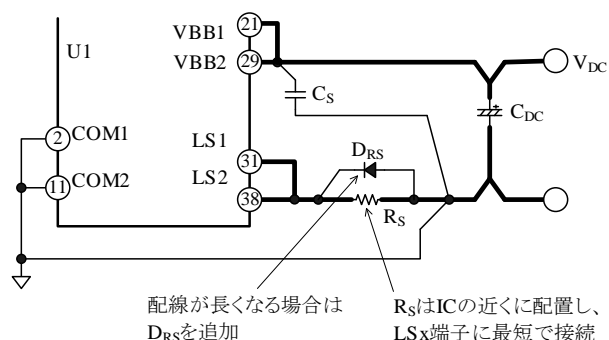 VBB1
21
U1
VBB2
29
V_DC
C_S
C_DC
2
COM1
LS1
D_RS
31
11
COM2
LS2
38
R_S
配線が長くなる場合は
D_RSを追加
R_SはICの近くに配置し、
LSx端子に最短で接続